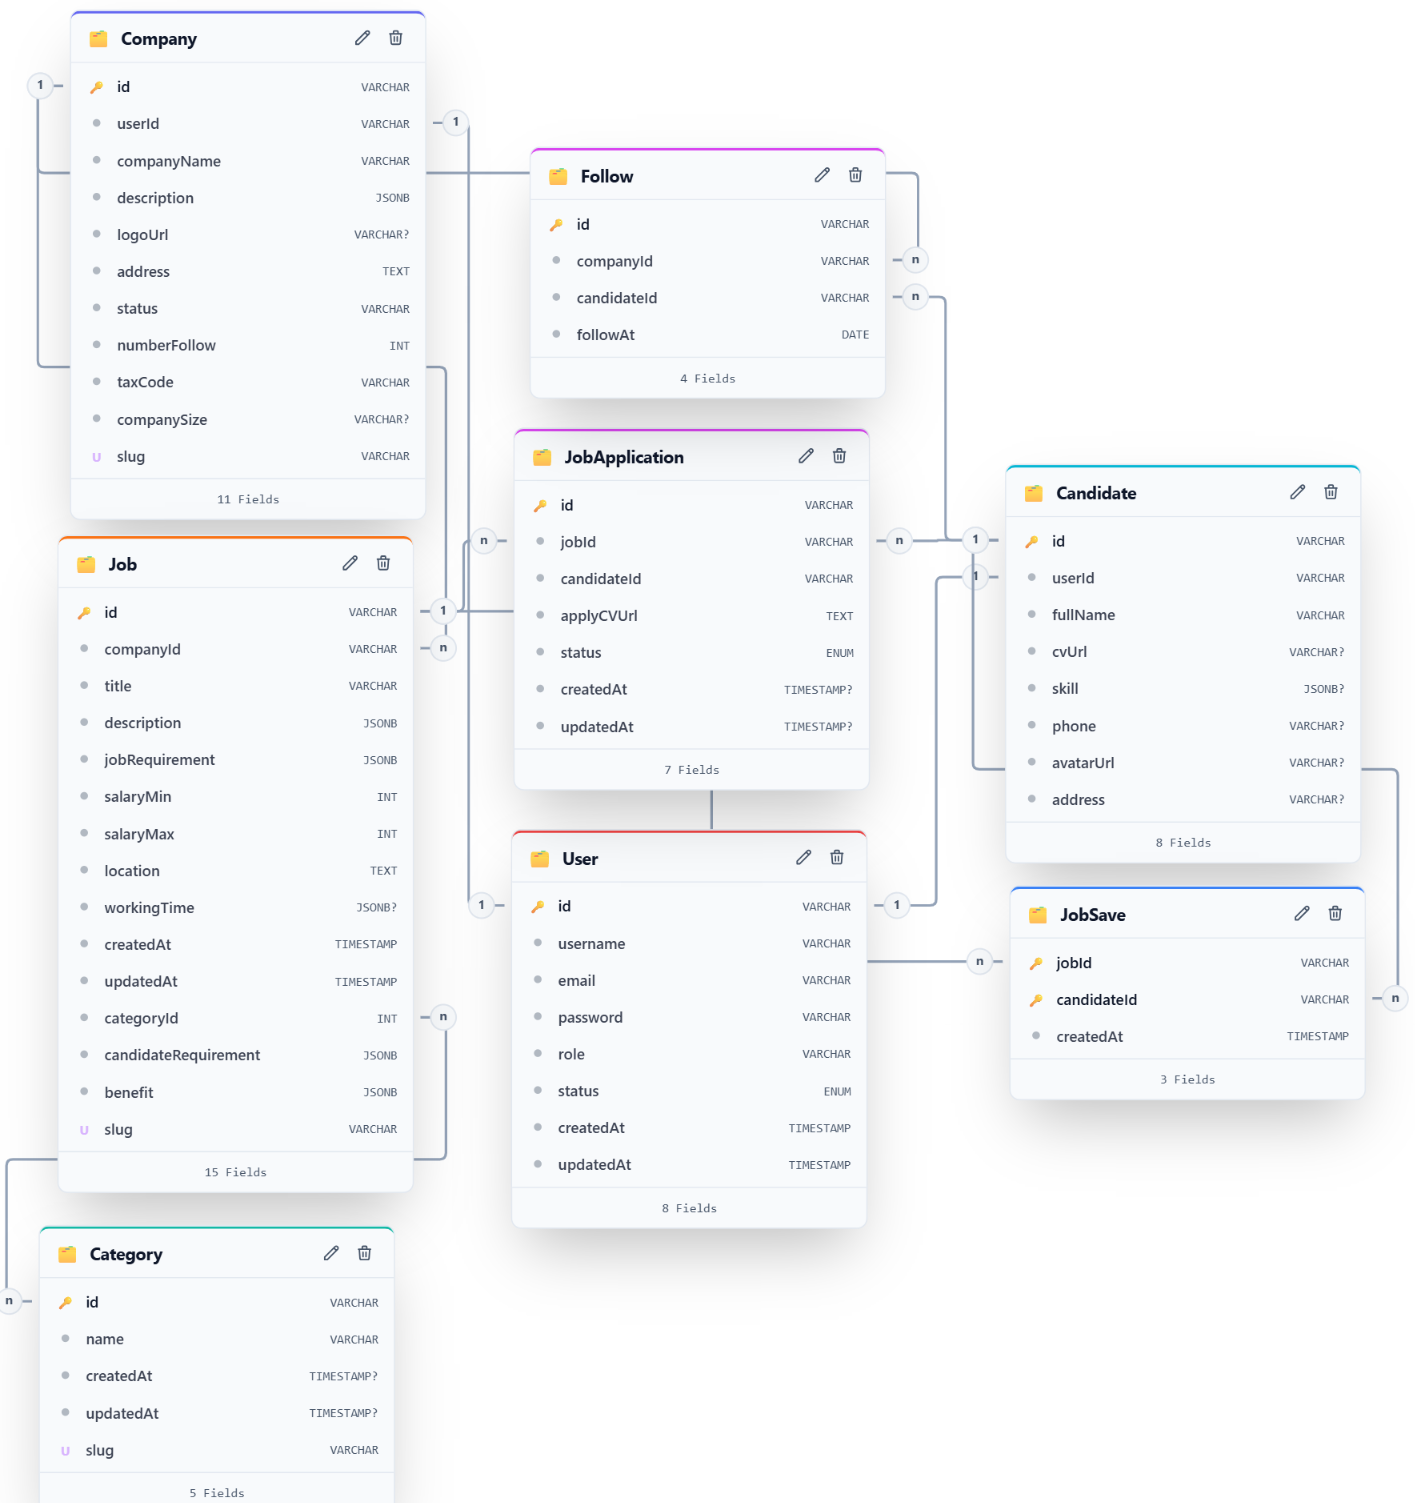 Company
1
id VARCHAR
userId VARCHAR
1
companyName VARCHAR
description JSONB
logoUrl VARCHAR?
address TEXT
status VARCHAR
numberFollow INT
taxCode VARCHAR
companySize VARCHAR?
U slug VARCHAR
11 Fields
Follow
id VARCHAR
companyId VARCHAR
n
candidateId VARCHAR
n
followAt DATE
4 Fields
JobApplication
id VARCHAR
n
jobId VARCHAR
n
candidateId VARCHAR
applyCVUrl TEXT
status ENUM
createdAt TIMESTAMP?
updatedAt TIMESTAMP?
7 Fields
Candidate
1
id VARCHAR
1
userId VARCHAR
fullName VARCHAR
cvUrl VARCHAR?
skill JSONB?
phone VARCHAR?
avatarUrl VARCHAR?
address VARCHAR?
8 Fields
Job
id VARCHAR
1
companyId VARCHAR
n
title VARCHAR
description JSONB
jobRequirement JSONB
salaryMin INT
salaryMax INT
location TEXT
workingTime JSONB?
createdAt TIMESTAMP
updatedAt TIMESTAMP
categoryId INT
n
candidateRequirement JSONB
benefit JSONB
U slug VARCHAR
15 Fields
User
1
id VARCHAR
1
username VARCHAR
email VARCHAR
password VARCHAR
role VARCHAR
status ENUM
createdAt TIMESTAMP
updatedAt TIMESTAMP
8 Fields
JobSave
n
jobId VARCHAR
candidateId VARCHAR
n
createdAt TIMESTAMP
3 Fields
Category
n
id VARCHAR
name VARCHAR
createdAt TIMESTAMP?
updatedAt TIMESTAMP?
U slug VARCHAR
5 Fields